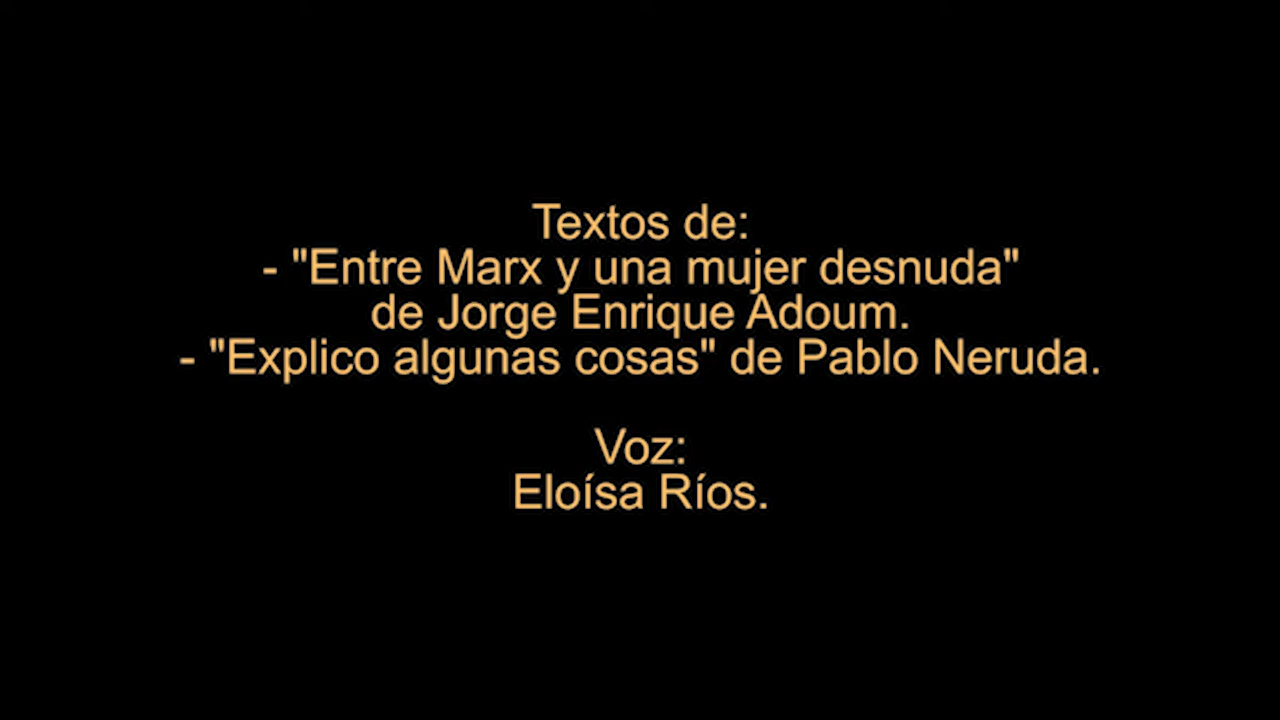 Textos de:
- "Entre Marx y una mujer desnuda"
de Jorge Enrique Adoum.
- "Explico algunas cosas" de Pablo Neruda.
Voz:
Eloísa Ríos.